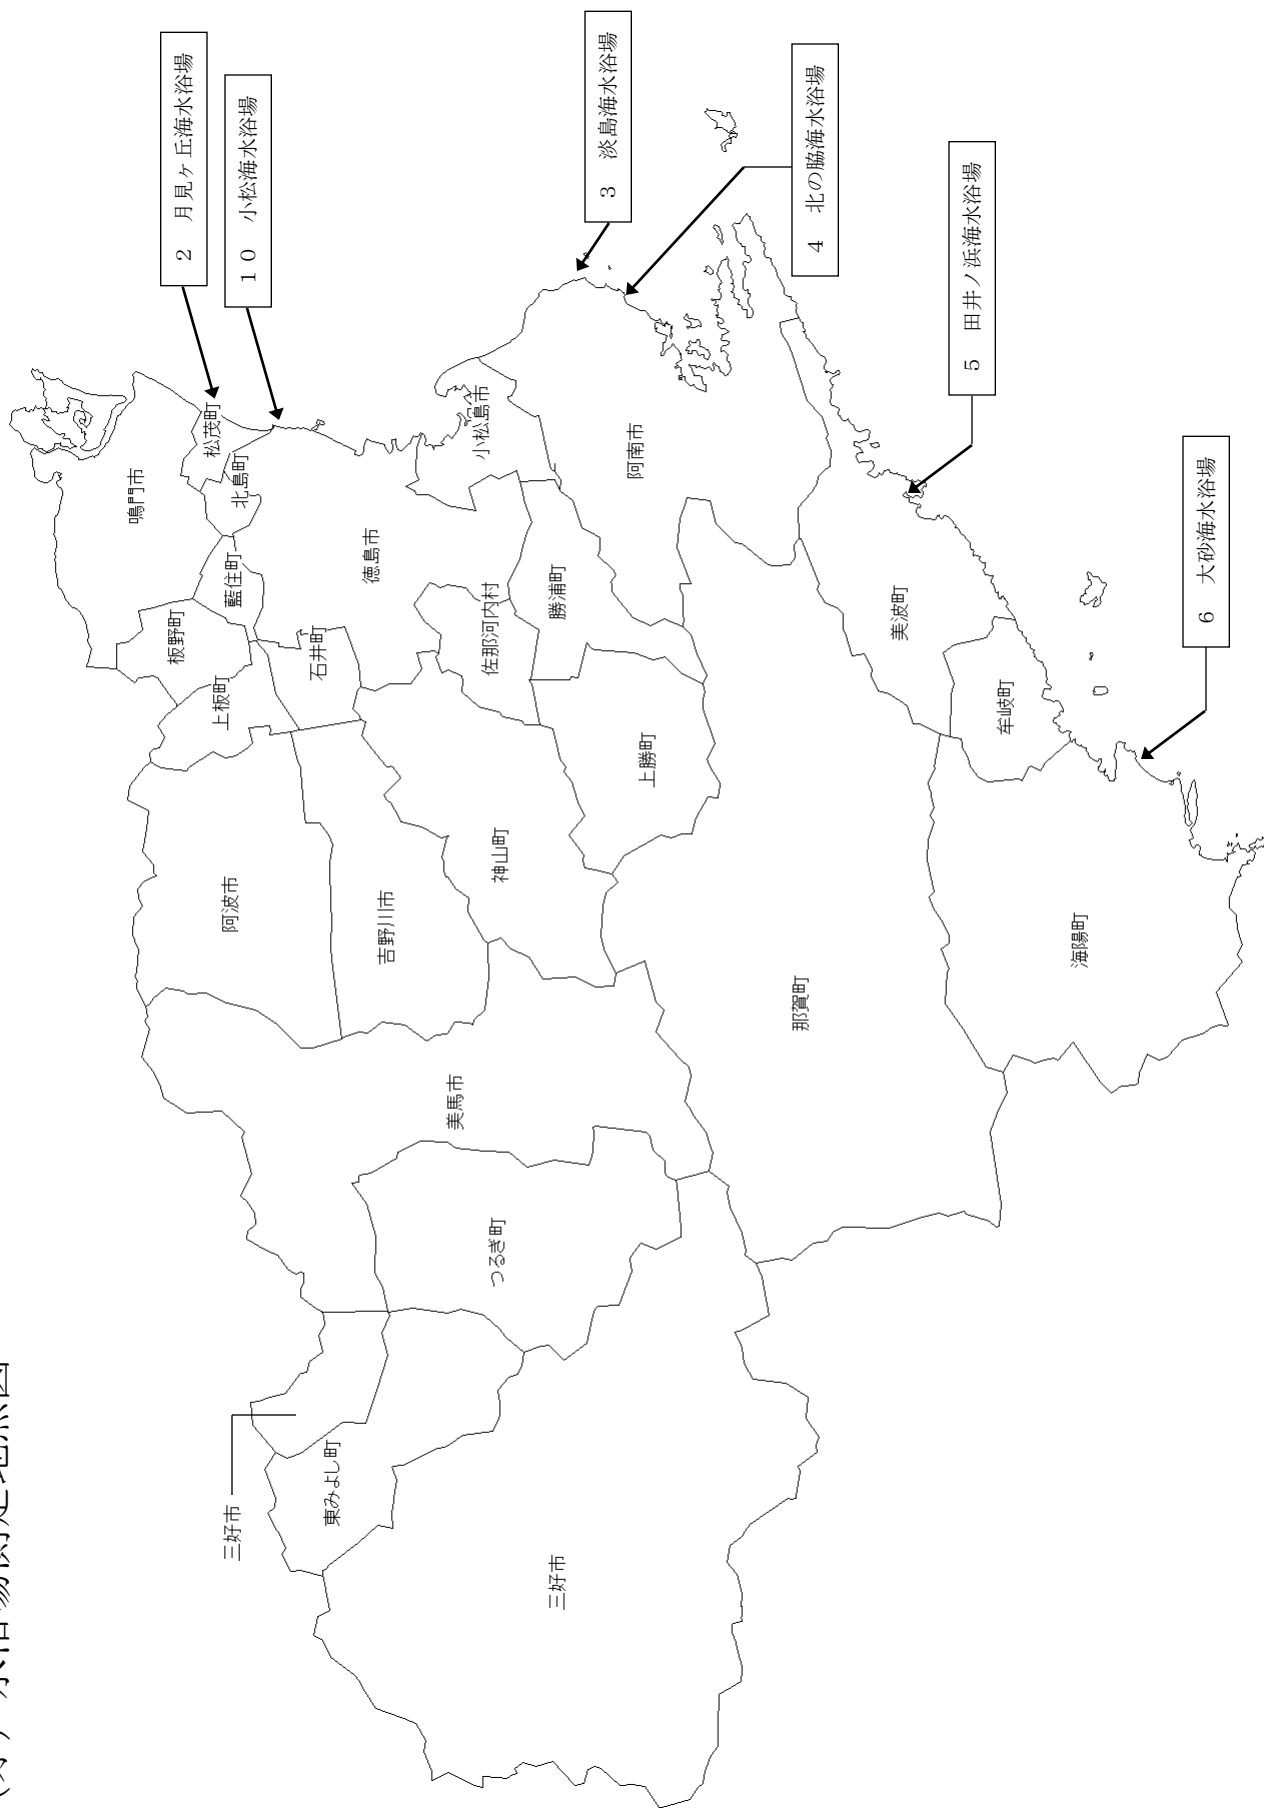 水浴場測定地点図
2 月見ヶ丘海水浴場
10 小松海水浴場
3 淡島海水浴場
4 北の脇海水浴場
5 田井ノ浜海水浴場
6 大砂海水浴場
鳴門市
松茂町
北島町
藍住町
板野町
上板町
徳島市
石井町
小松島市
佐那河内村
勝浦町
阿南市
上勝町
神山町
阿波市
吉野川市
美波町
牟岐町
海陽町
那賀町
美馬市
つるぎ町
三好市
東みよし町
三好市